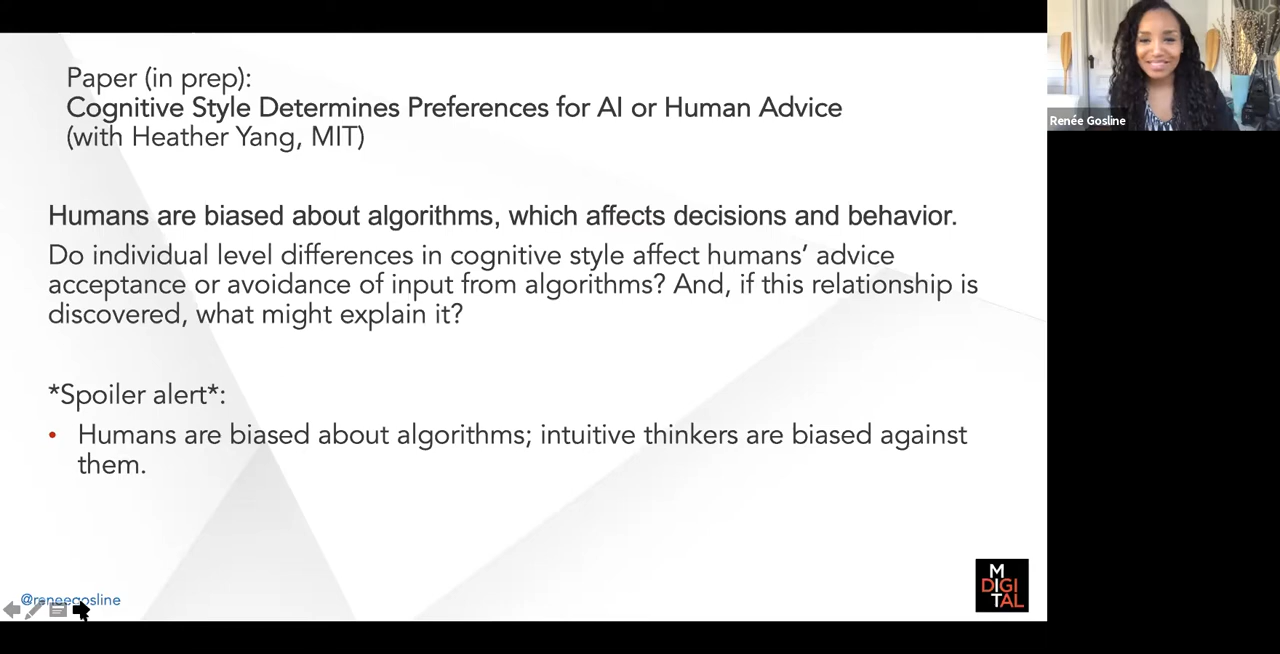 Paper (in prep):
Cognitive Style Determines Preferences for AI or Human Advice
(with Heather Yang, MIT)
Humans are biased about algorithms, which affects decisions and behavior.
Do individual level differences in cognitive style affect humans’ advice
acceptance or avoidance of input from algorithms? And, if this relationship is
discovered, what might explain it?
*Spoiler alert*:
• Humans are biased about algorithms; intuitive thinkers are biased against
them.
@reneegosline
M
DIGI
TAL
Renée Gosline